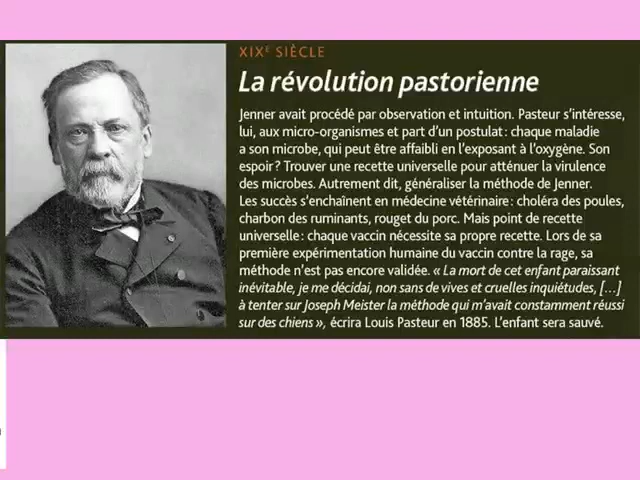 XIXE SIÈCLE
La révolution pastorienne
Jenner avait procédé par observation et intuition. Pasteur s'intéresse,
lui, aux micro-organismes et part d'un postulat : chaque maladie
a son microbe, qui peut être affaibli en l'exposant à l'oxygène. Son
espoir ? Trouver une recette universelle pour atténuer la virulence
des microbes. Autrement dit, généraliser la méthode de Jenner.
Les succès s'enchaînent en médecine vétérinaire : choléra des poules,
charbon des ruminants, rouget du porc. Mais point de recette
universelle : chaque vaccin nécessite sa propre recette. Lors de sa
première expérimentation humaine du vaccin contre la rage, sa
méthode n'est pas encore validée. « La mort de cet enfant paraissant
inévitable, je me décidai, non sans de vives et cruelles inquiétudes, [...]
à tenter sur Joseph Meister la méthode qui m'avait constamment réussi
sur des chiens », écrira Louis Pasteur en 1885. L'enfant sera sauvé.